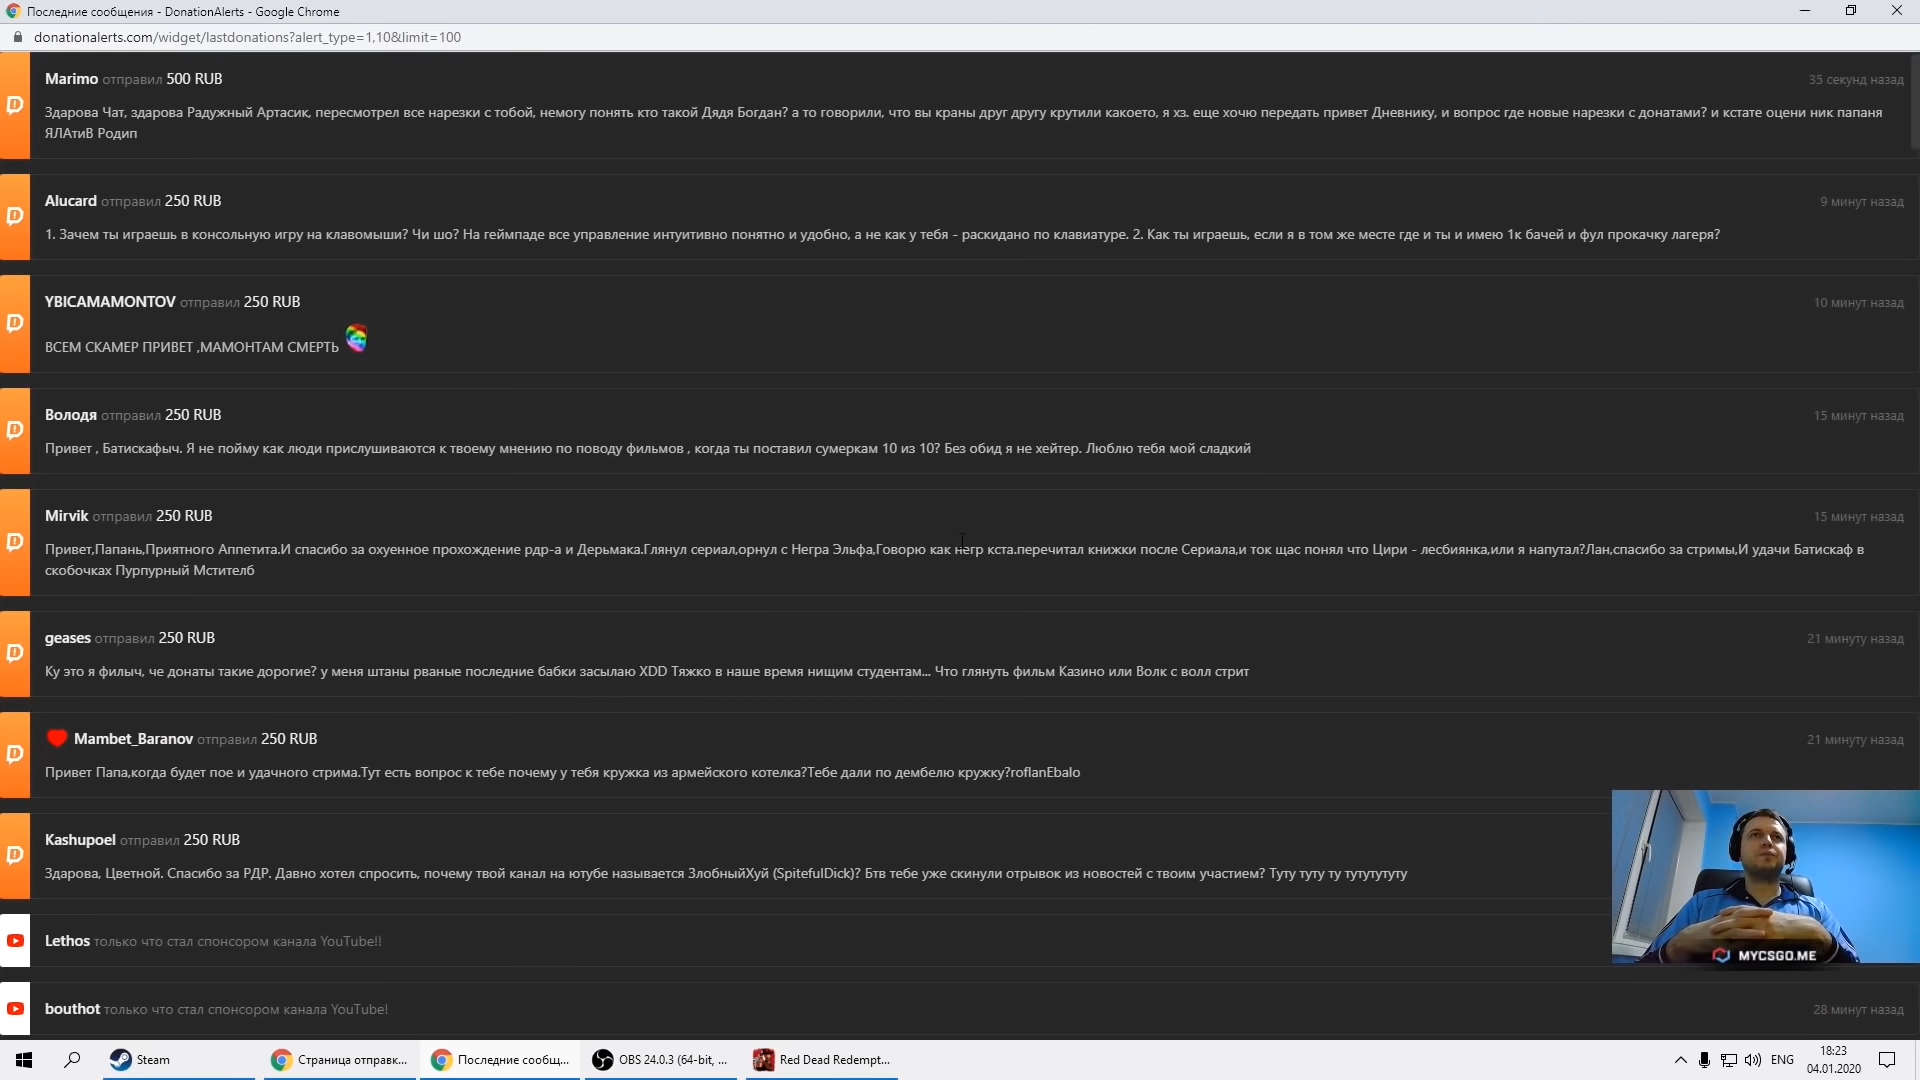 Последние сообщения - DonationAlerts - Google Chrome
donationalerts.com/widget/lastdonations?alert_type=1,10&limit=100
Marimo отправил 500 RUB 35 секунд назад
Здарова Чат, здарова Радужный Артасик, пересмотрел все нарезки с тобой, немогу понять кто такой Дядя Богдан? а то говорили, что вы краны друг другу крутили какоето, я хз. еще хочю передать привет Дневнику, и вопрос где новые нарезки с донатами? и кстате оцени ник папаня
ЯЛАтиВ Родип
Alucard отправил 250 RUB 9 минут назад
1. Зачем ты играешь в консольную игру на клавомыши? Чи шо? На геймпаде все управление интуитивно понятно и удобно, а не как у тебя - раскидано по клавиатуре. 2. Как ты играешь, если я в том же месте где и ты и имею 1к бачей и фул прокачку лагеря?
YBICAMAMONTOV отправил 250 RUB 10 минут назад
ВСЕМ СКАМЕР ПРИВЕТ ,МАМОНТАМ СМЕРТЬ
Володя отправил 250 RUB 15 минут назад
Привет , Батискафыч. Я не пойму как люди прислушиваются к твоему мнению по поводу фильмов , когда ты поставил сумеркам 10 из 10? Без обид я не хейтер. Люблю тебя мой сладкий
Mirvik отправил 250 RUB 15 минут назад
Привет,Папань,Приятного Аппетита.И спасибо за охуенное прохождение рдр-а и Дерьмака.Глянул сериал,орнул с Негра Эльфа,Говорю как негр кста.перечитал книжки после Сериала,и ток щас понял что Цири - лесбиянка,или я напутал?Лан,спасибо за стримы,И удачи Батискаф в
скобочках Пурпурный Мстителб
geases отправил 250 RUB 21 минуту назад
Ку это я филыч, че донаты такие дорогие? у меня штаны рваные последние бабки засылаю XDD Тяжко в наше время нищим студентам... Что глянуть фильм Казино или Волк с волл стрит
Mambet_Baranov отправил 250 RUB 21 минуту назад
Привет Папа,когда будет пое и удачного стрима.Тут есть вопрос к тебе почему у тебя кружка из армейского котелка?Тебе дали по дембелю кружку?roflanEbalo
Kashupoel отправил 250 RUB
Здарова, Цветной. Спасибо за РДР. Давно хотел спросить, почему твой канал на ютубе называется ЗлобныйХуй (SpitefulDick)? Бтв тебе уже скинули отрывок из новостей с твоим участием? Туту туту ту тутутутуту
Lethos только что стал спонсором канала YouTube!!
MYCSGO.ME
bouthot только что стал спонсором канала YouTube! 28 минут назад
Steam Страница отправк... Последние сообщ... OBS 24.0.3 (64-bit, ... Red Dead Redempt... ENG 18:23
04.01.2020